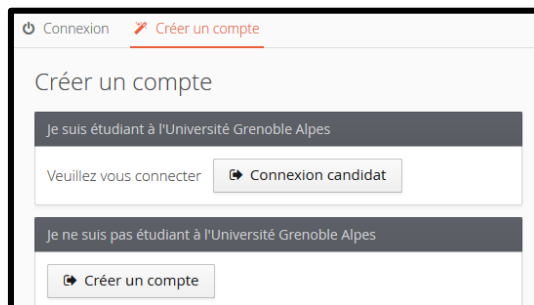 Connexion Créer un compte
Créer un compte
Je suis étudiant à l'Université Grenoble Alpes
Veuillez vous connecter Connexion candidat
Je ne suis pas étudiant à l'Université Grenoble Alpes
Créer un compte